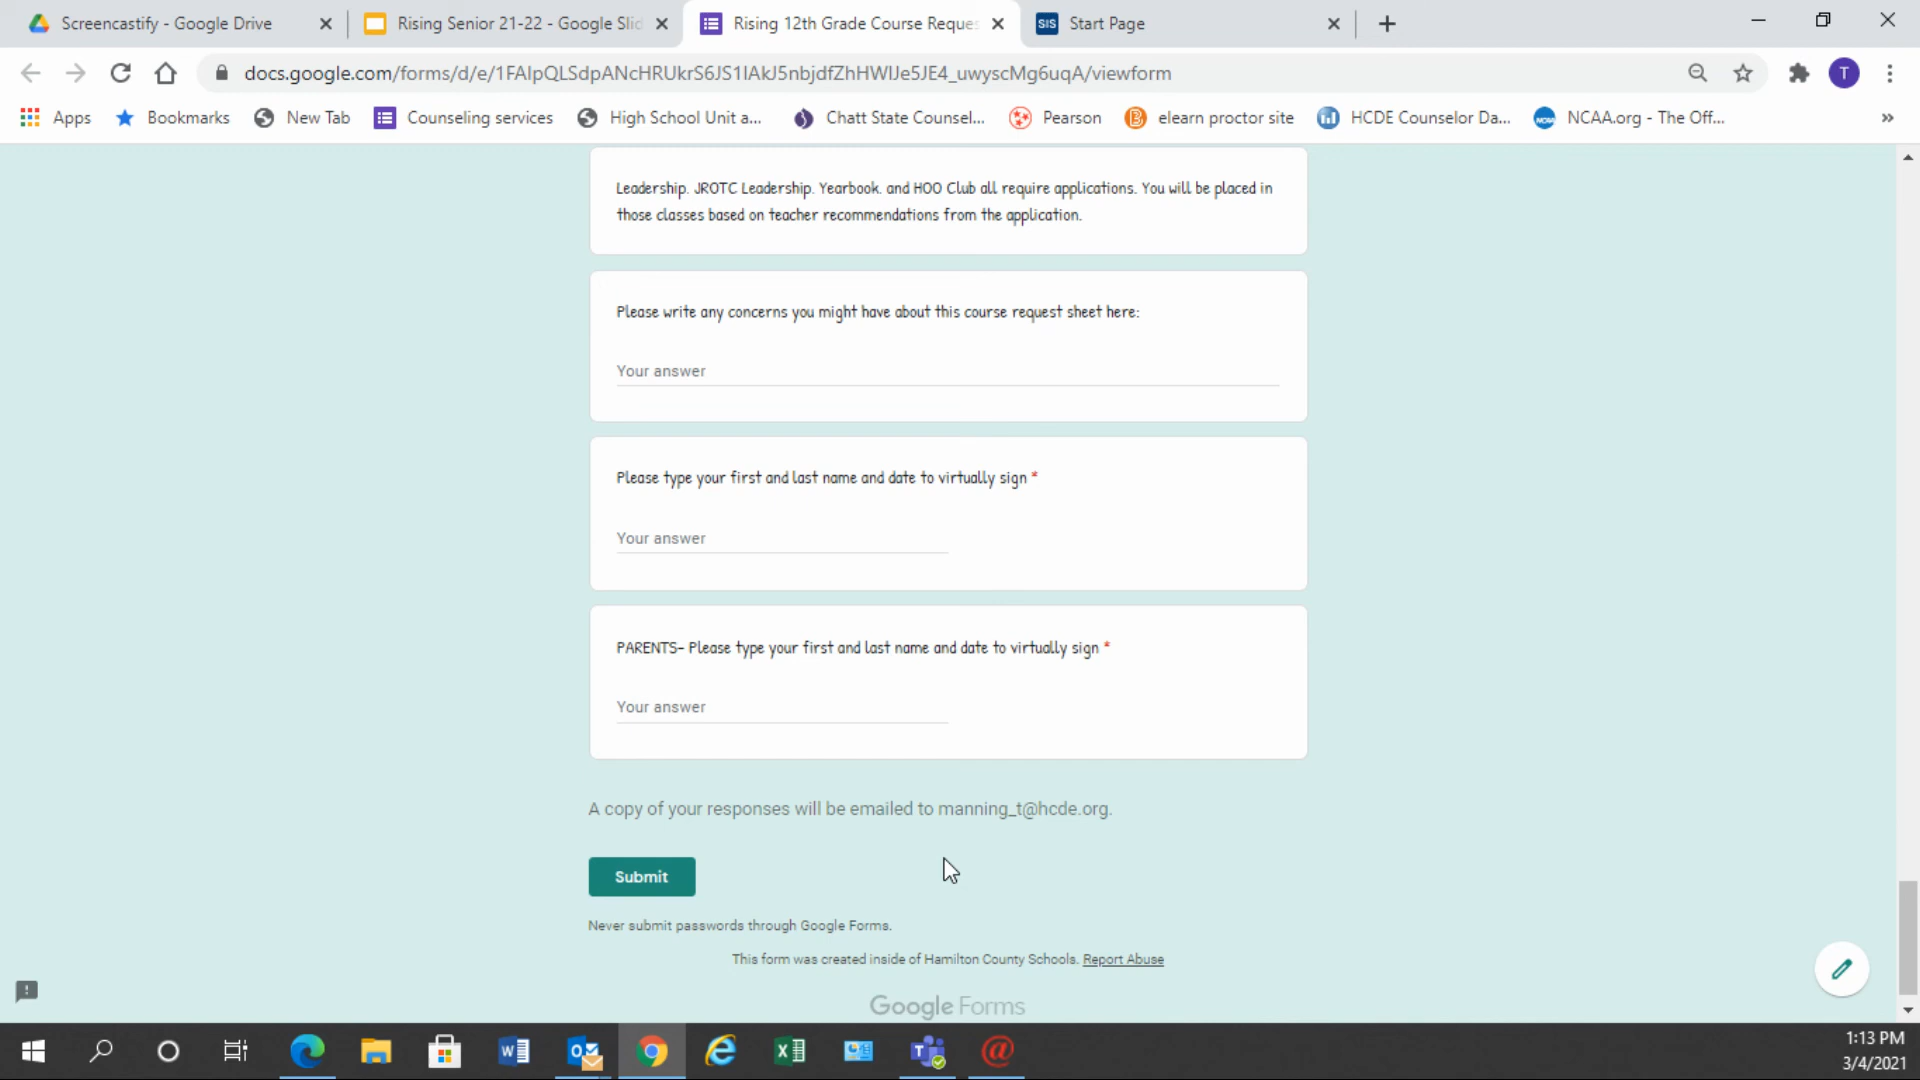 Screencastify - Google Drive
Rising Senior 21-22 - Google Slid
Rising 12th Grade Course Reques
SIS
Start Page
docs.google.com/forms/d/e/1FAIpQLSdpANcHRUkrS6JS1IAkJ5nbjdfZhHWIJe5JE4_uwyscMg6uqA/viewform
T
Apps
Bookmarks
New Tab
Counseling services
High School Unit a...
Chatt State Counsel...
Pearson
elearn proctor site
HCDE Counselor Da...
NCAA.org - The Off...
»
Leadership. JROTC Leadership. Yearbook. and HOO Club all require applications. You will be placed in
those classes based on teacher recommendations from the application.
Please write any concerns you might have about this course request sheet here:
Your answer
Please type your first and last name and date to virtually sign *
Your answer
PARENTS- Please type your first and last name and date to virtually sign *
Your answer
A copy of your responses will be emailed to manning_t@hcde.org.
Submit
Never submit passwords through Google Forms.
This form was created inside of Hamilton County Schools. Report Abuse
Google Forms
1:13 PM
3/4/2021